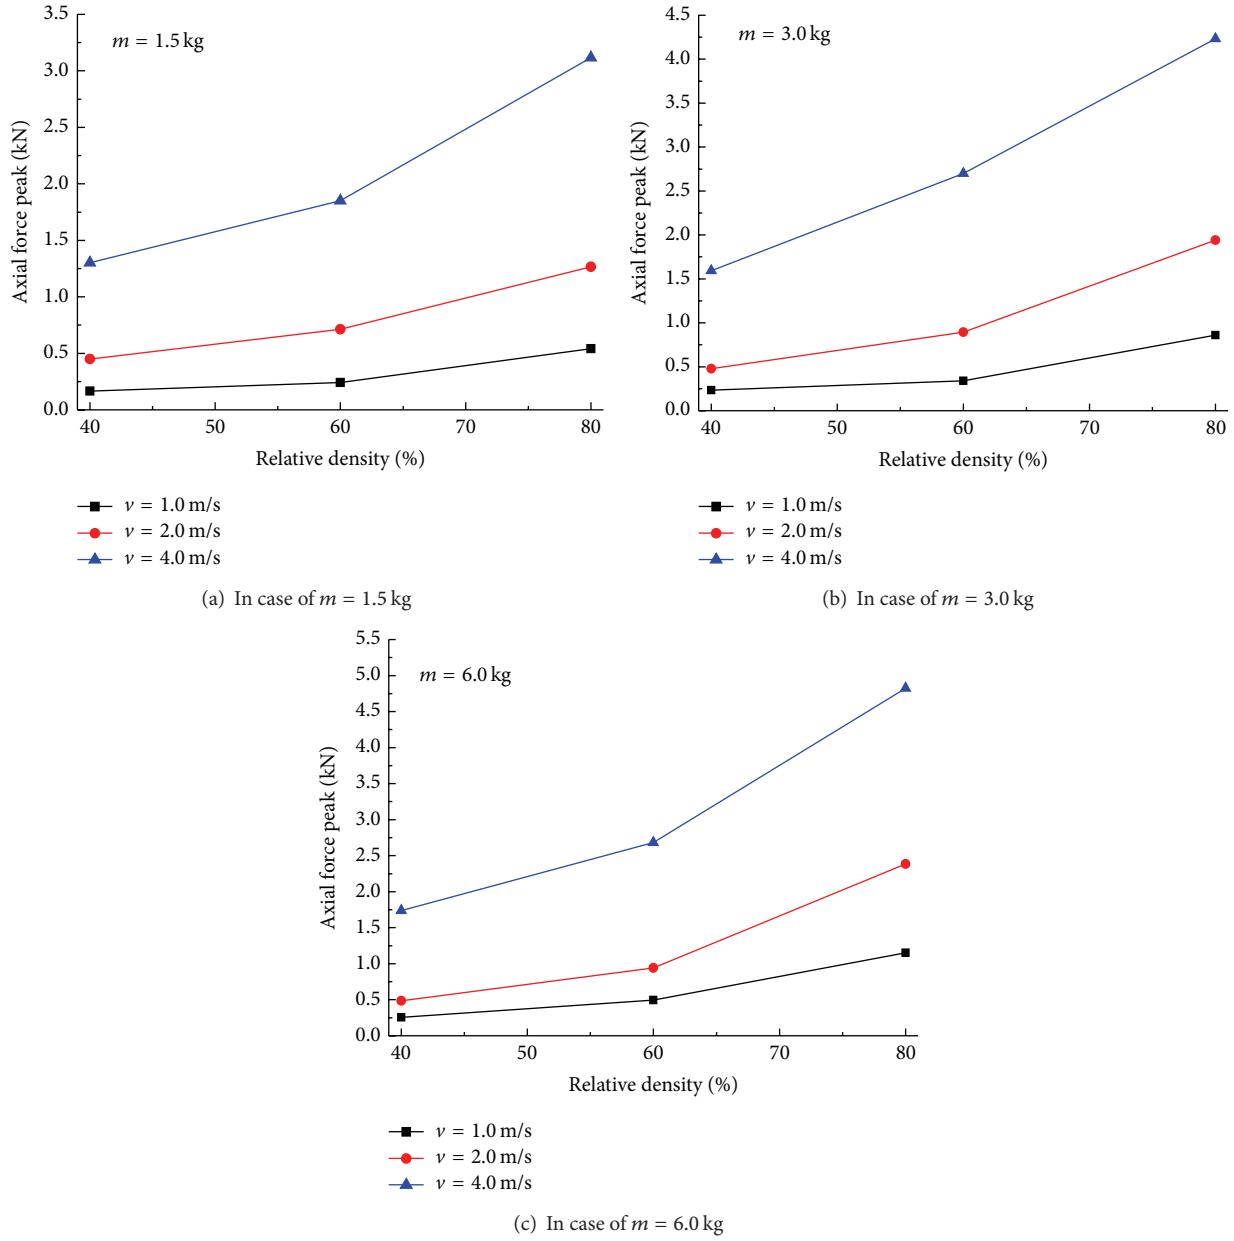 m = 1.5 kg
Axial force peak (kN)
3.5
3.0
2.5
2.0
1.5
1.0
0.5
0.0
40 50 60 70 80
Relative density (%)
v = 1.0 m/s
v = 2.0 m/s
v = 4.0 m/s
(a) In case of m = 1.5 kg
m = 3.0 kg
Axial force peak (kN)
4.5
4.0
3.5
3.0
2.5
2.0
1.5
1.0
0.5
0.0
40 50 60 70 80
Relative density (%)
v = 1.0 m/s
v = 2.0 m/s
v = 4.0 m/s
(b) In case of m = 3.0 kg
m = 6.0 kg
Axial force peak (kN)
5.5
5.0
4.5
4.0
3.5
3.0
2.5
2.0
1.5
1.0
0.5
0.0
40 50 60 70 80
Relative density (%)
v = 1.0 m/s
v = 2.0 m/s
v = 4.0 m/s
(c) In case of m = 6.0 kg